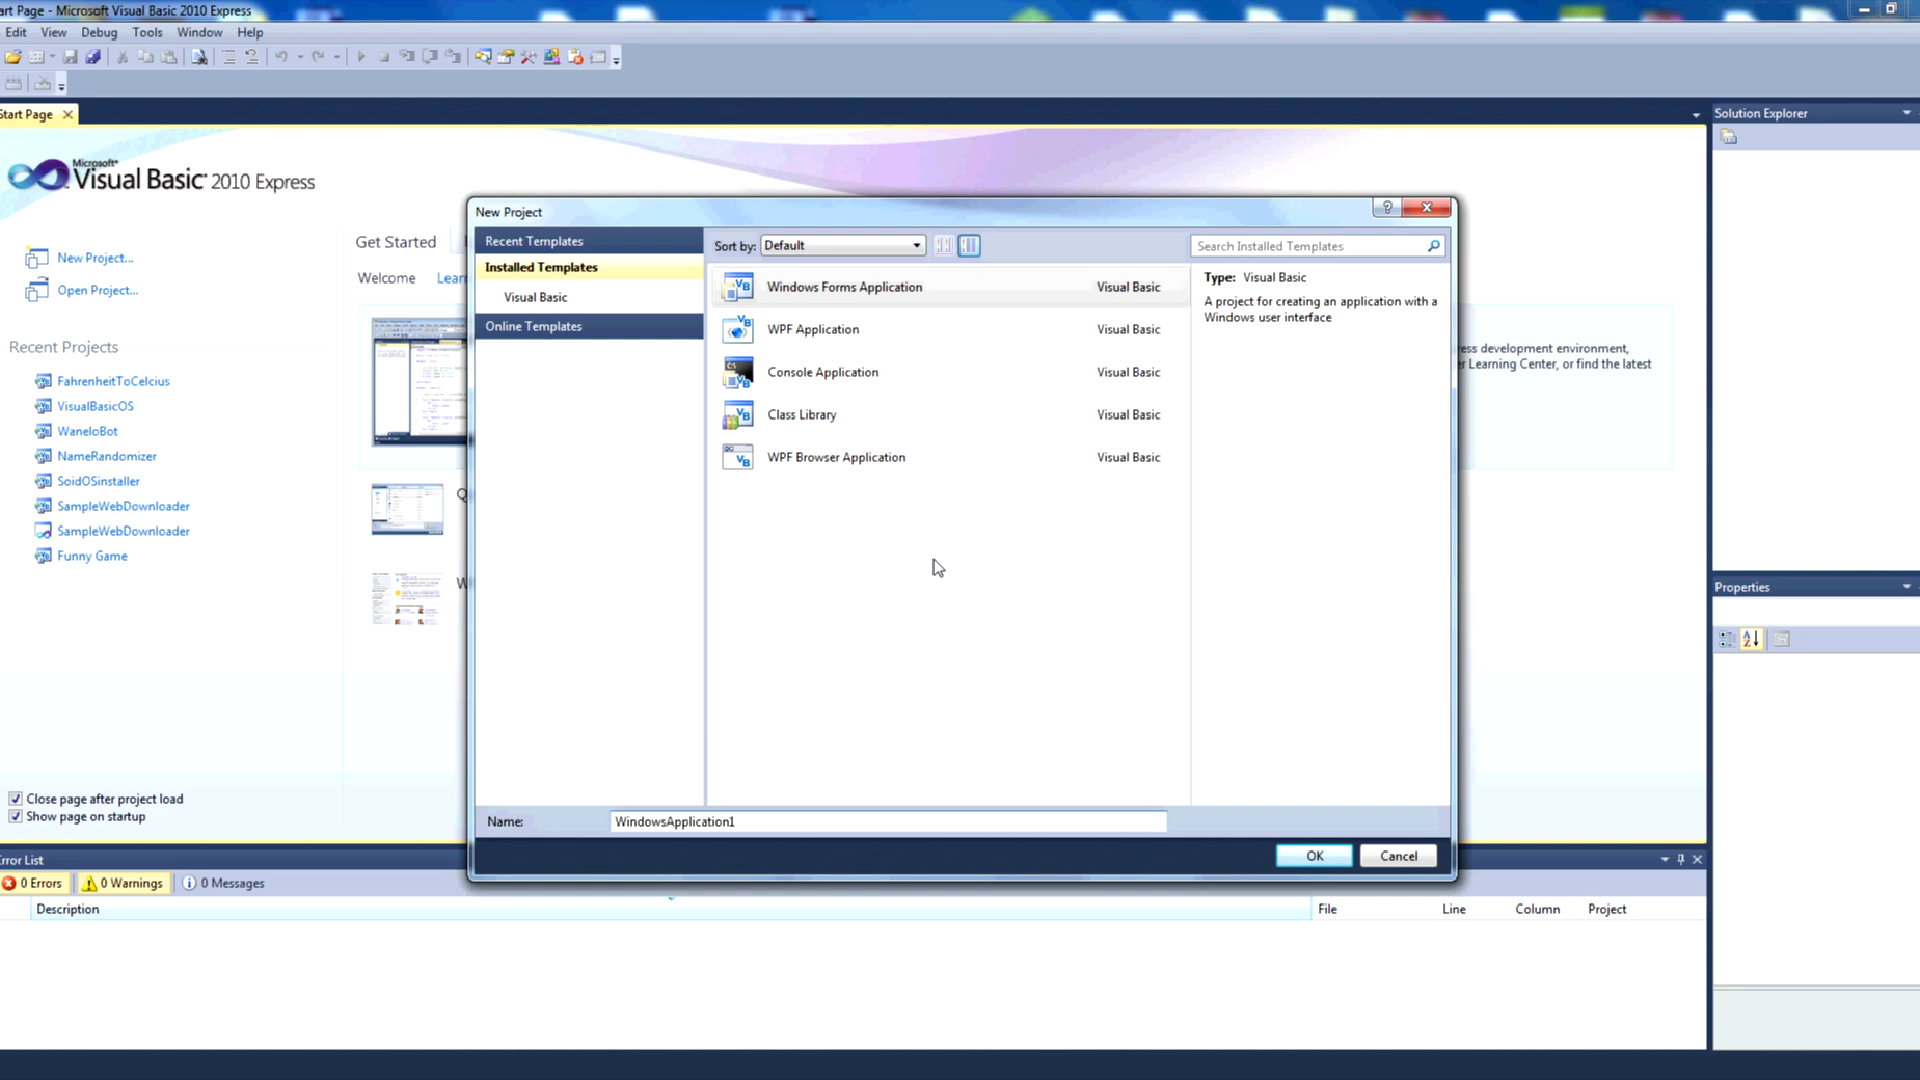 art Page - Microsoft Visual Basic 2010 Express
Edit View Debug Tools Window Help
Start Page
Solution Explorer
Microsoft®
Visual Basic® 2010 Express
New Project...
Open Project...
Get Started
Welcome Lear
Recent Projects
FahrenheitToCelcius
VisualBasicOS
WaneloBot
NameRandomizer
SoidOSinstaller
SampleWebDownloader
SampleWebDownloader
Funny Game
Close page after project load
Show page on startup
New Project
Recent Templates
Installed Templates
Visual Basic
Online Templates
Sort by: Default
Search Installed Templates
Windows Forms Application Visual Basic
WPF Application Visual Basic
Console Application Visual Basic
Class Library Visual Basic
WPF Browser Application Visual Basic
Type: Visual Basic
A project for creating an application with a
Windows user interface
ress development environment,
er Learning Center, or find the latest
Name: WindowsApplication1
OK Cancel
Properties
Error List
0 Errors 0 Warnings 0 Messages
Description File Line Column Project